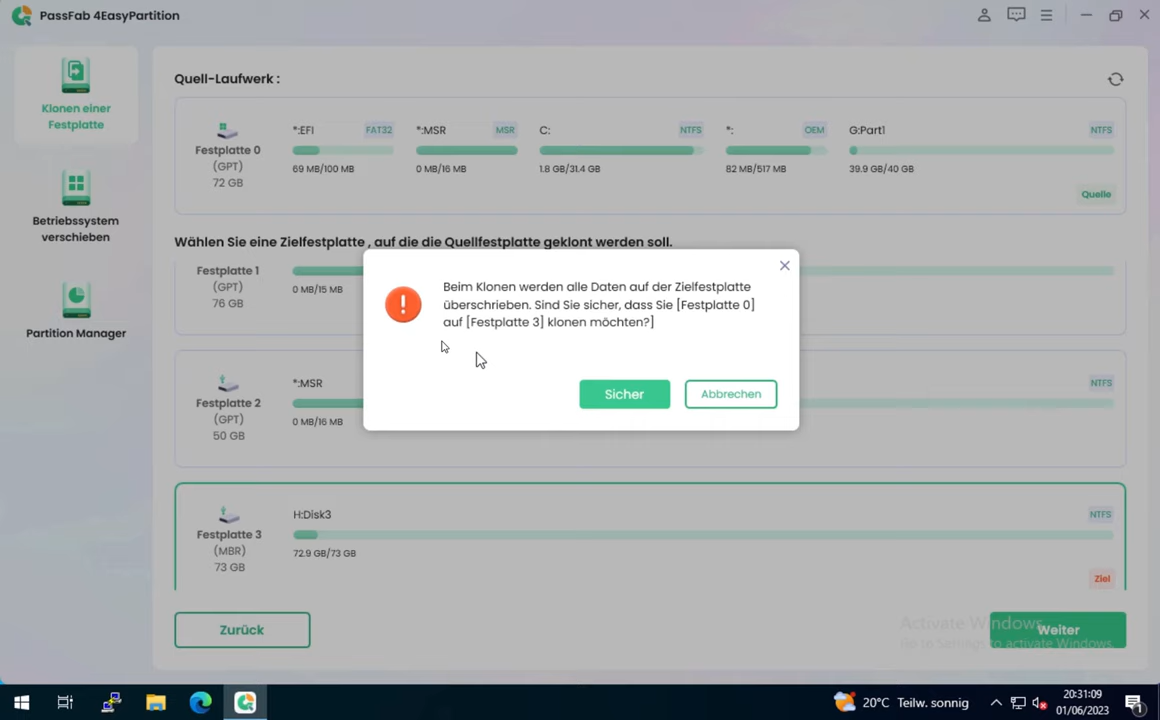 PassFab 4EasyPartition
Klonen einer
Festplatte
Betriebssystem
verschieben
Partition Manager
Quell-Laufwerk :
Festplatte 0
(GPT)
72 GB
*:EFI
FAT32
69 MB/100 MB
*:MSR
MSR
0 MB/16 MB
C:
NTFS
1.8 GB/31.4 GB
*:
OEM
82 MB/517 MB
G:Part1
NTFS
39.9 GB/40 GB
Quelle
Wählen Sie eine Zielfestplatte , auf die die Quellfestplatte geklont werden soll.
Festplatte 1
(GPT)
76 GB
0 MB/15 MB
Beim Klonen werden alle Daten auf der Zielfestplatte
überschrieben. Sind Sie sicher, dass Sie [Festplatte 0]
auf [Festplatte 3] klonen möchten?]
Sicher
Abbrechen
Festplatte 2
(GPT)
50 GB
*:MSR
NTFS
0 MB/16 MB
Festplatte 3
(MBR)
73 GB
H:Disk3
NTFS
72.9 GB/73 GB
Ziel
Zurück
Weiter
Activate Windows
Go to Settings to activate Windows.
20°C Teilw. sonnig
20:31:09
01/06/2023
1